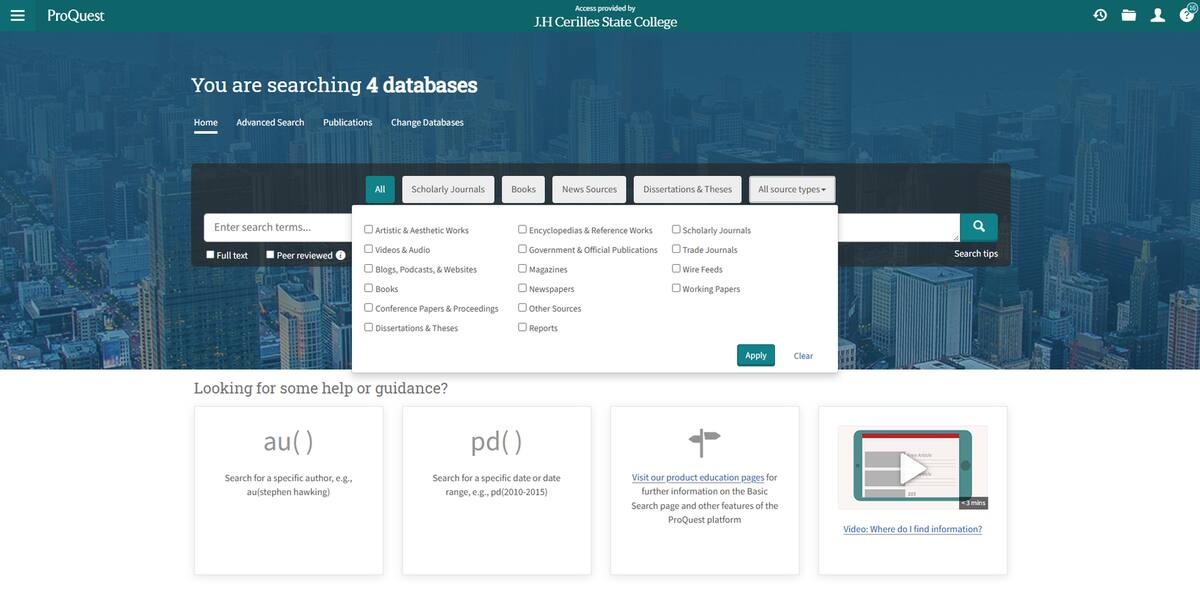 ProQuest
Access provided by
J.H Cerilles State College
16
You are searching 4 databases
Home Advanced Search Publications Change Databases
All Scholarly Journals Books News Sources Dissertations & Theses All source types
Enter search terms...
Full text Peer reviewed
Search tips
Artistic & Aesthetic Works Encyclopedias & Reference Works Scholarly Journals
Videos & Audio Government & Official Publications Trade Journals
Blogs, Podcasts, & Websites Magazines Wire Feeds
Books Newspapers Working Papers
Conference Papers & Proceedings Other Sources
Dissertations & Theses Reports
Apply Clear
Looking for some help or guidance?
au( )
Search for a specific author, e.g.,
au(stephen hawking)
pd( )
Search for a specific date or date
range, e.g., pd(2010-2015)
Visit our product education pages for
further information on the Basic
Search page and other features of the
ProQuest platform
< 3 mins
Video: Where do I find information?